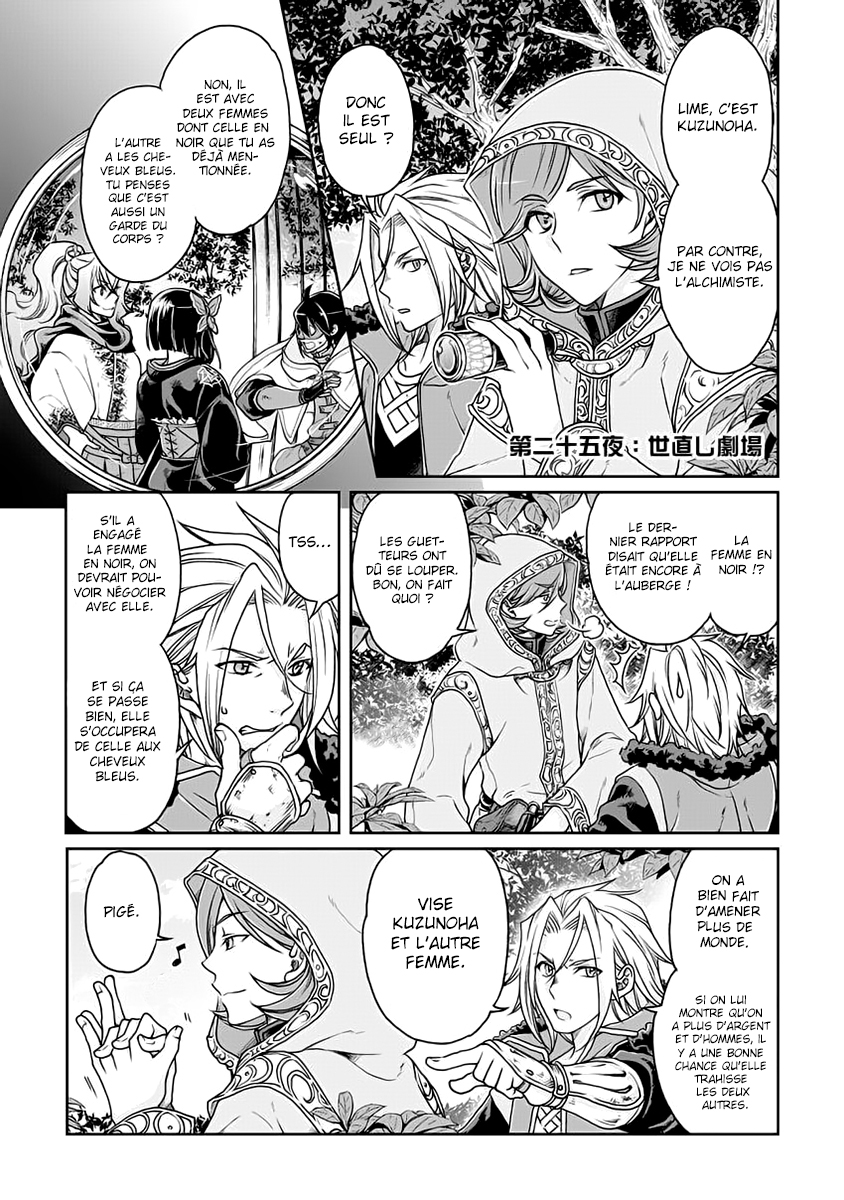 LIME, C'EST
KUZUNOHA.
PAR CONTRE,
JE NE VOIS PAS
L'ALCHIMISTE.
DONC
IL EST
SEUL ?
NON, IL
EST AVEC
DEUX FEMMES
DONT CELLE EN
NOIR QUE TU AS
DÉJÀ MEN-
TIONNÉE.
L'AUTRE
A LES CHE-
VEUX BLEUS.
TU PENSES
QUE C'EST
AUSSI UN
GARDE DU
CORPS ?
第二十五夜：世直し劇場
LA
FEMME EN
NOIR !?
LE DER-
NIER RAPPORT
DISAIT QU'ELLE
ÉTAIT ENCORE À
L'AUBERGE !
LES GUET-
TEURS ONT
DÛ SE LOUPER.
BON, ON FAIT
QUOI ?
TSS...
S'IL A
ENGAGÉ
LA FEMME
EN NOIR, ON
DEVRAIT POU-
VOIR NÉGOCIER
AVEC ELLE.
ET SI ÇA
SE PASSE
BIEN, ELLE
S'OCCUPERA
DE CELLE AUX
CHEVEUX
BLEUS.
ON A
BIEN FAIT
D'AMENER
PLUS DE
MONDE.
SI ON LUI
MONTRE QU'ON
A PLUS D'ARGENT
ET D'HOMMES, IL
Y A UNE BONNE
CHANCE QU'ELLE
TRAHISSE
LES DEUX
AUTRES.
VISE
KUZUNOHA
ET L'AUTRE
FEMME.
PIGÉ.